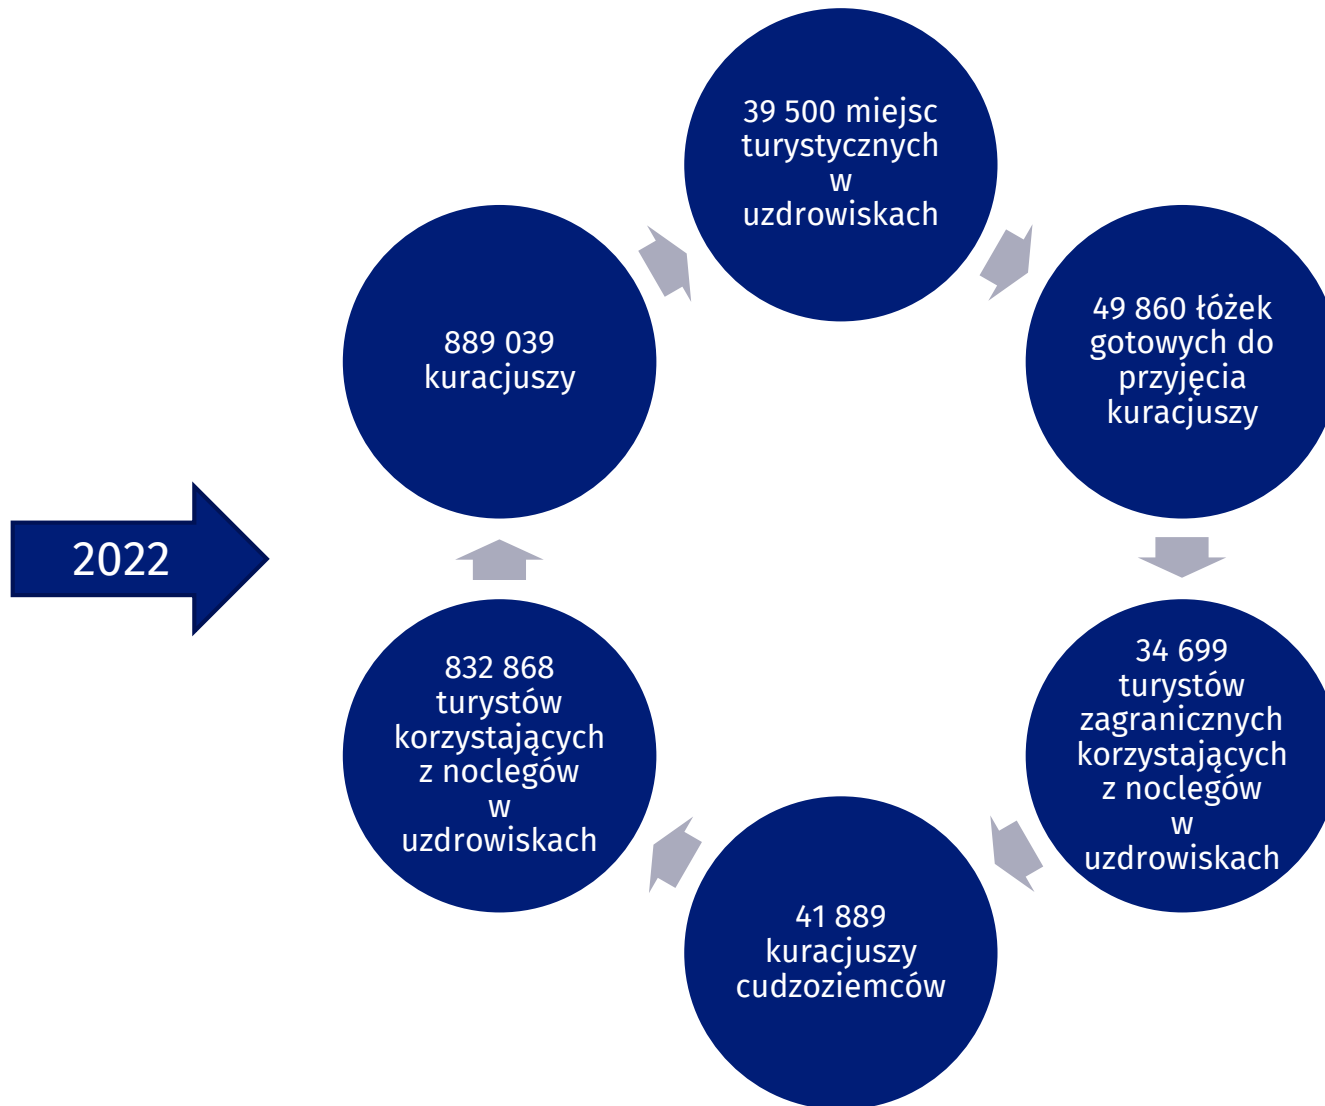 39 500 miejsc
turystycznych
w
uzdrowiskach
49 860 łóżek
gotowych do
przyjęcia
kuracjuszy
34 699
turystów
zagranicznych
korzystających
z noclegów
w
uzdrowiskach
41 889
kuracjuszy
cudzoziemców
832 868
turystów
korzystających
z noclegów
w
uzdrowiskach
889 039
kuracjuszy
2022